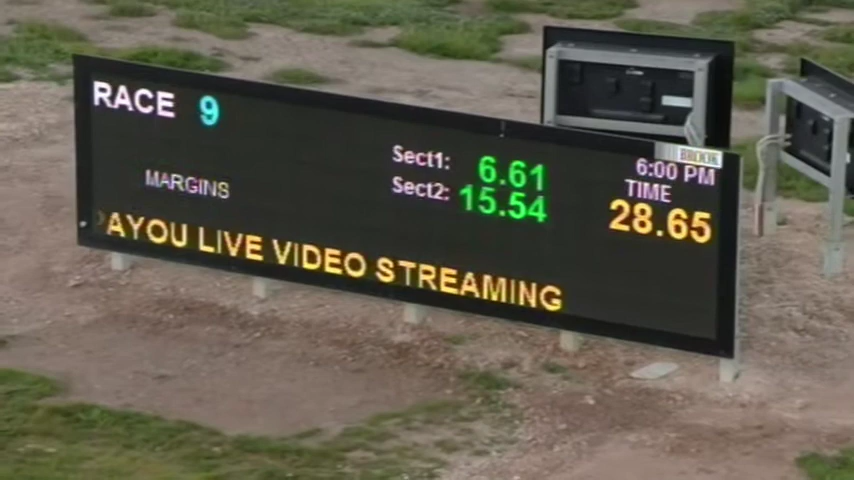 RACE 9
Sect1: 6.61
Sect2: 15.54
BROOK
6:00 PM
TIME
28.65
MARGINS
AYOU LIVE VIDEO STREAMING